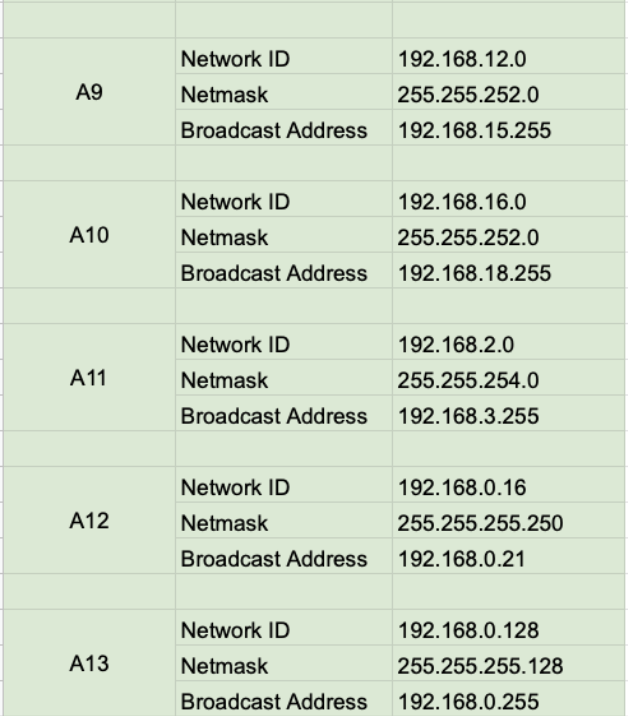 Network ID 192.168.12.0
A9 Netmask 255.255.252.0
Broadcast Address 192.168.15.255
Network ID 192.168.16.0
A10 Netmask 255.255.252.0
Broadcast Address 192.168.18.255
Network ID 192.168.2.0
A11 Netmask 255.255.254.0
Broadcast Address 192.168.3.255
Network ID 192.168.0.16
A12 Netmask 255.255.255.250
Broadcast Address 192.168.0.21
Network ID 192.168.0.128
A13 Netmask 255.255.255.128
Broadcast Address 192.168.0.255